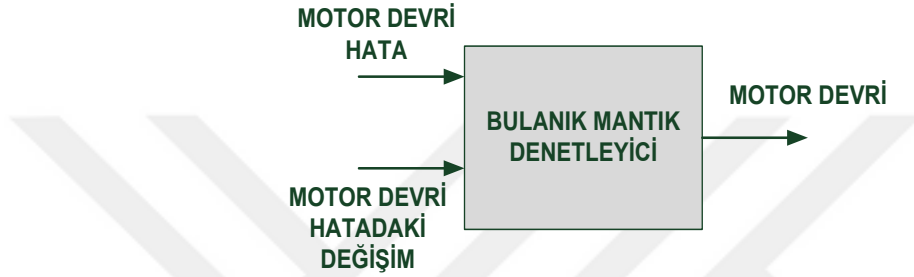 MOTOR DEVRİ
HATA
MOTOR DEVRİ
HATADAKİ
DEĞİŞİM
BULANIK MANTIK
DENETLEYİCİ
MOTOR DEVRİ